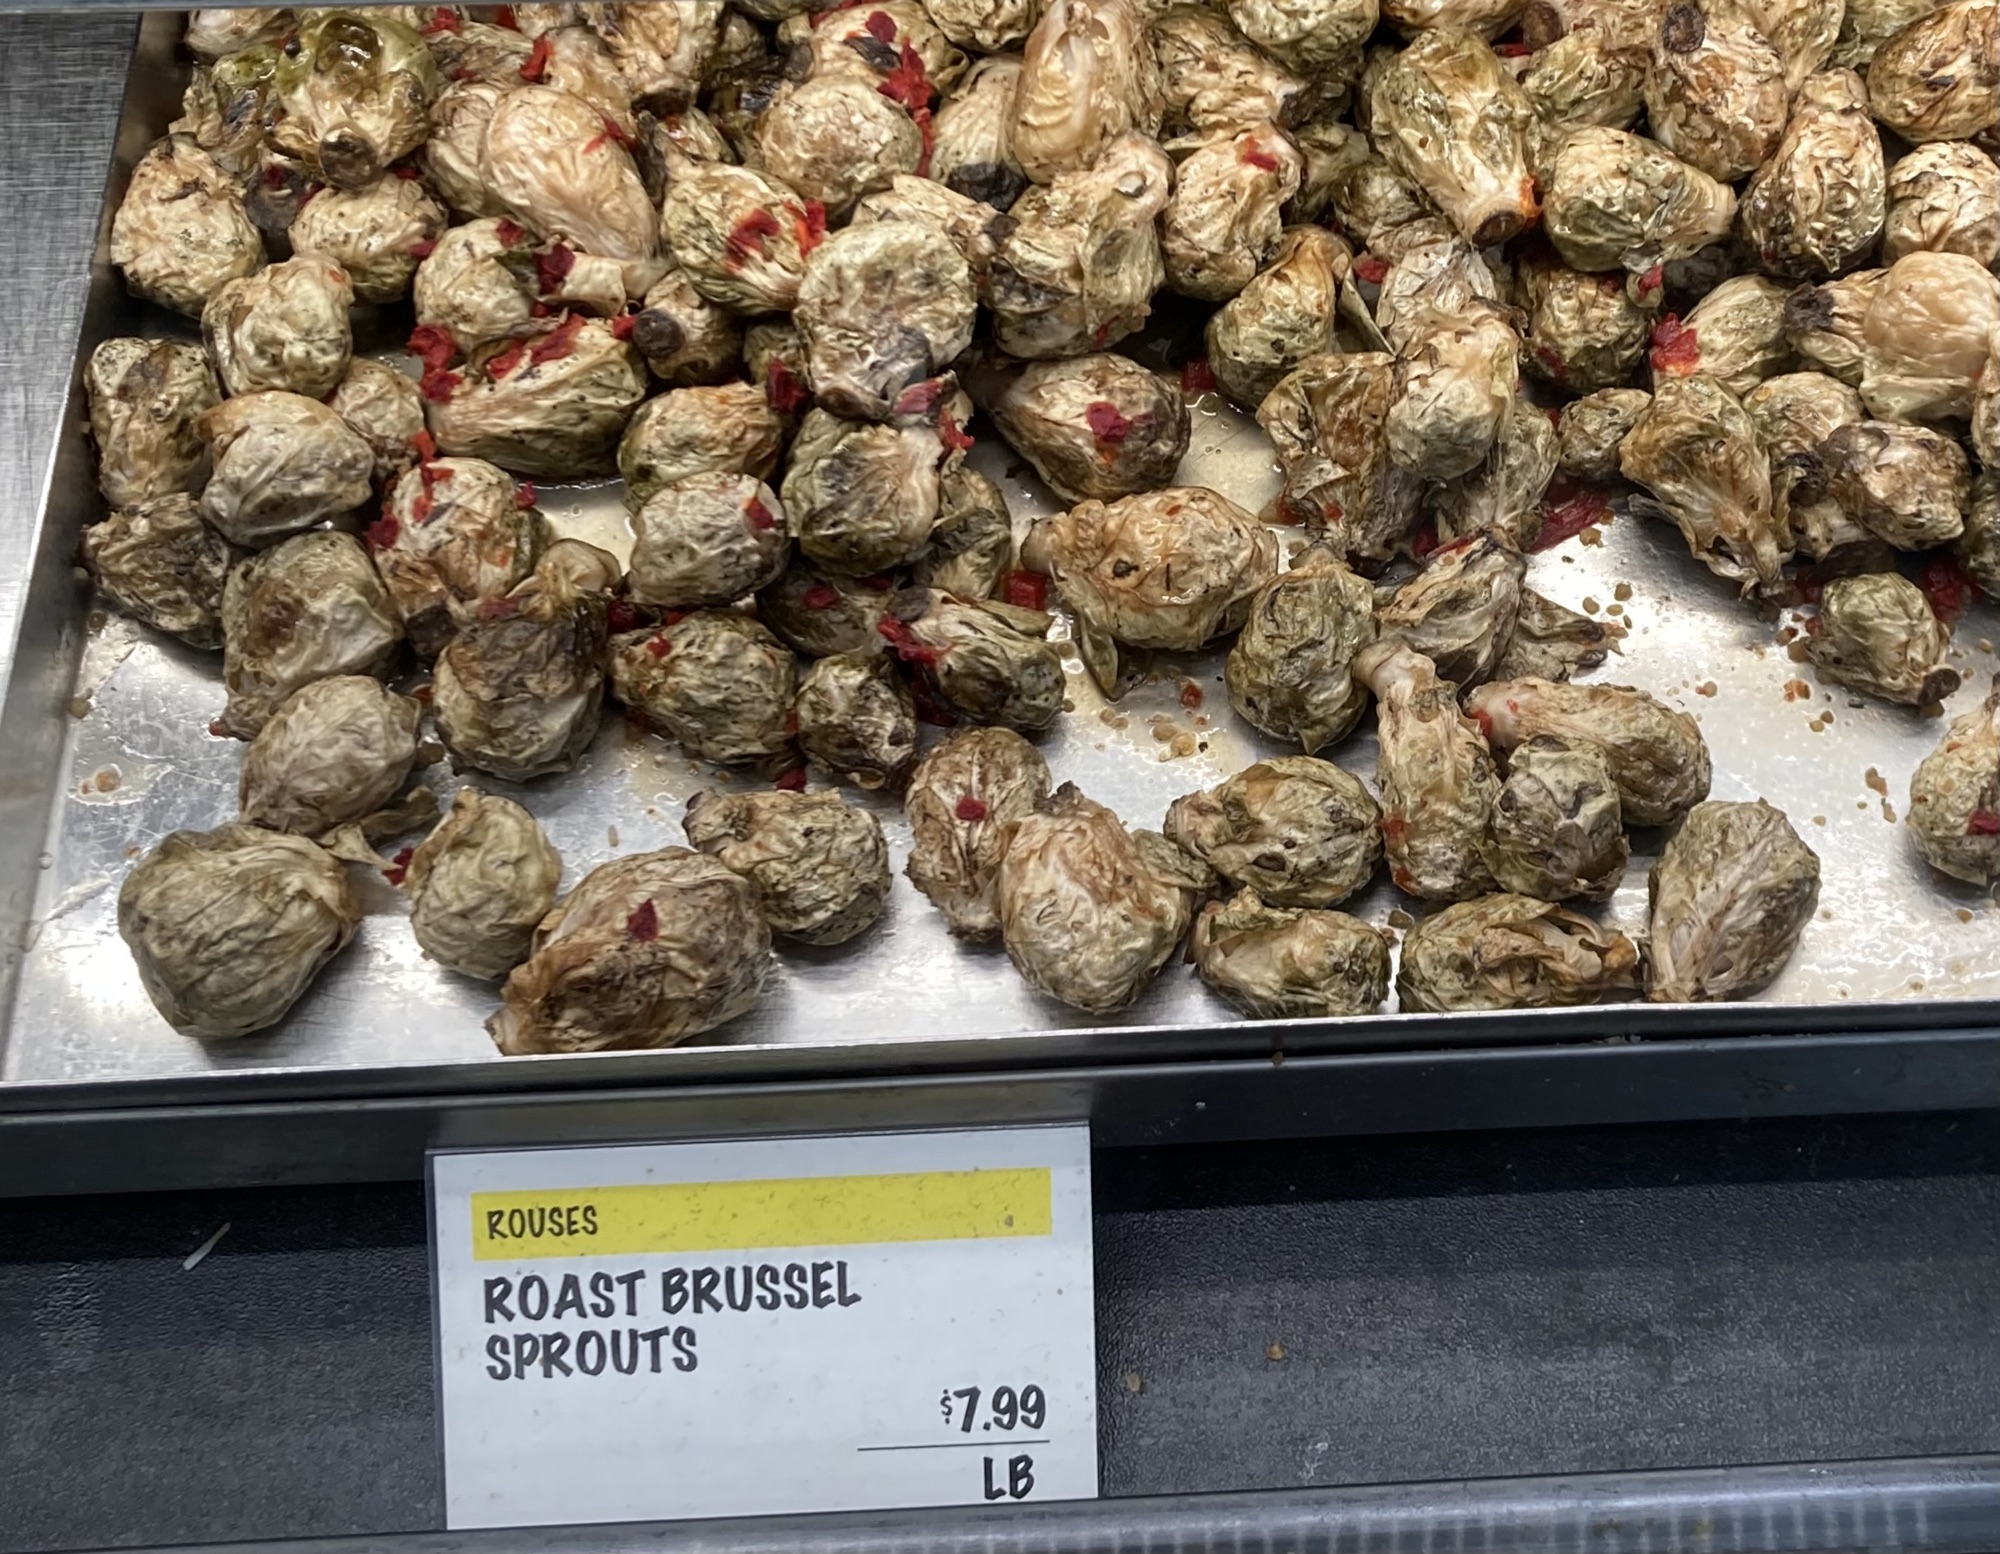 ROUSES
ROAST BRUSSEL
SPROUTS
$7.99
LB